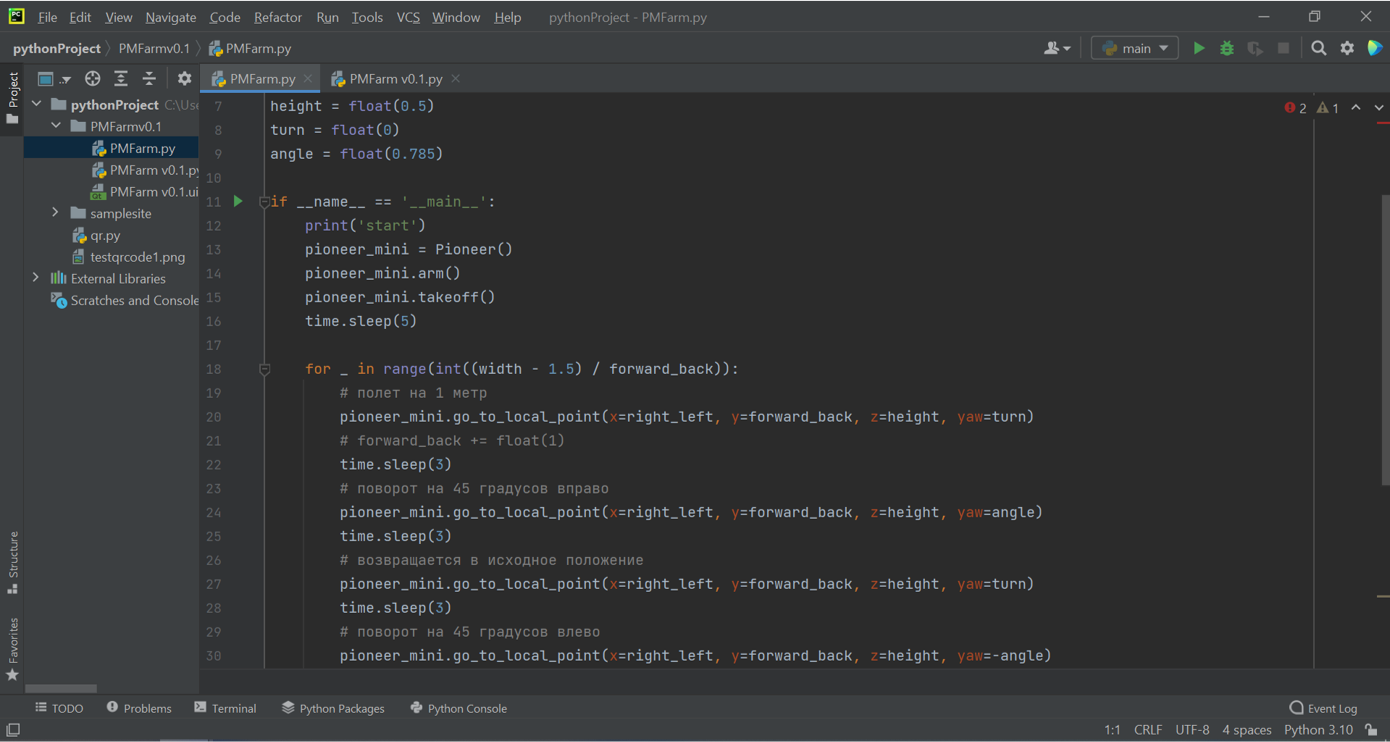 PC
File Edit View Navigate Code Refactor Run Tools VCS Window Help pythonProject - PMFarm.py
pythonProject PMFarmv0.1 PMFarm.py main
Project
PMFarm.py PMFarm v0.1.py
pythonProject C:\Use
PMFarmv0.1
PMFarm.py
PMFarm v0.1.py
PMFarm v0.1.ui
samplesite
qr.py
testqrcode1.png
External Libraries
Scratches and Console
2 1
7 height = float(0.5)
8 turn = float(0)
9 angle = float(0.785)
10
11 if __name__ == '__main__':
12 print('start')
13 pioneer_mini = Pioneer()
14 pioneer_mini.arm()
15 pioneer_mini.takeoff()
16 time.sleep(5)
17
18 for _ in range(int((width - 1.5) / forward_back)):
19 # полет на 1 метр
20 pioneer_mini.go_to_local_point(x=right_left, y=forward_back, z=height, yaw=turn)
21 # forward_back += float(1)
22 time.sleep(3)
23 # поворот на 45 градусов вправо
24 pioneer_mini.go_to_local_point(x=right_left, y=forward_back, z=height, yaw=angle)
25 time.sleep(3)
26 # возвращается в исходное положение
27 pioneer_mini.go_to_local_point(x=right_left, y=forward_back, z=height, yaw=turn)
28 time.sleep(3)
29 # поворот на 45 градусов влево
30 pioneer_mini.go_to_local_point(x=right_left, y=forward_back, z=height, yaw=-angle)
Structure
Favorites
TODO Problems Terminal Python Packages Python Console Event Log
1:1 CRLF UTF-8 4 spaces Python 3.10